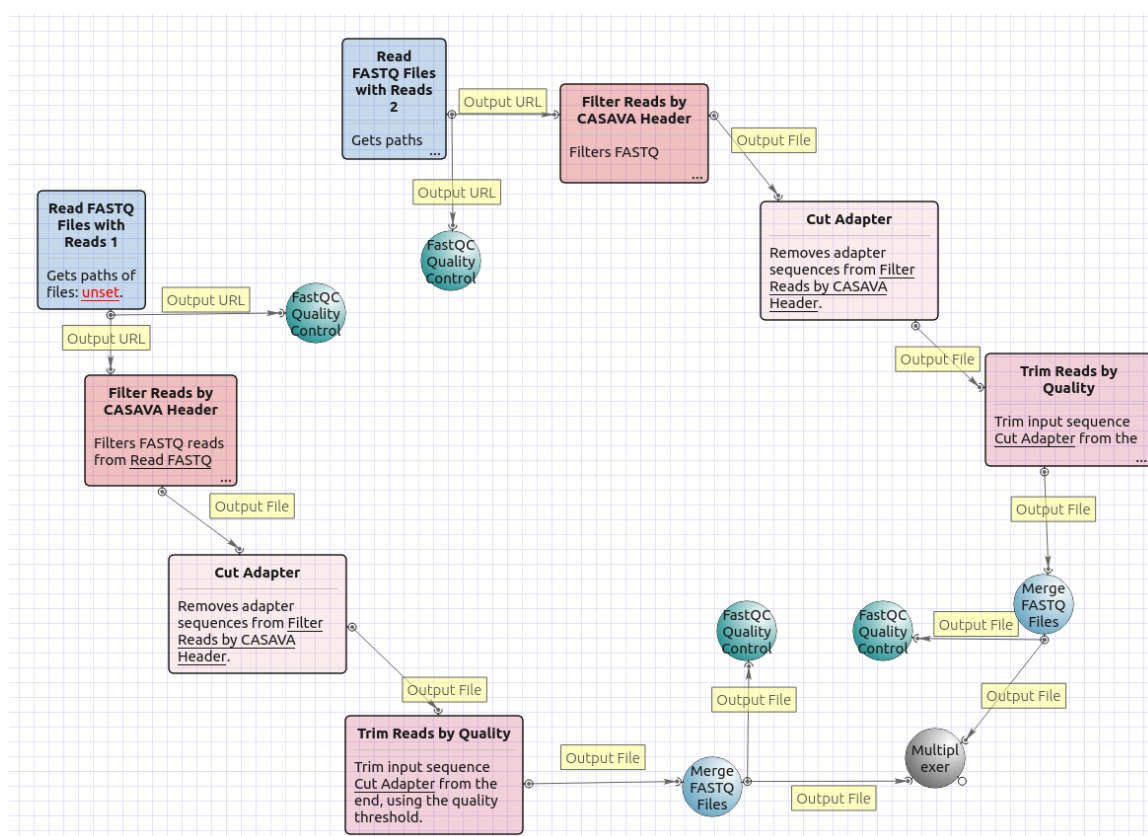 Read
FASTQ Files
with Reads
2
Gets paths
...
Output URL
Filter Reads by
CASAVA Header
Filters FASTQ
...
Output File
Output URL
FastQC
Quality
Control
Read FASTQ
Files with
Reads 1
Gets paths of
files: unset.
Output URL
FastQC
Quality
Control
Output URL
Cut Adapter
Removes adapter
sequences from Filter
Reads by CASAVA
Header.
Output File
Trim Reads by
Quality
Trim input sequence
Cut Adapter from the
...
Filter Reads by
CASAVA Header
Filters FASTQ reads
from Read FASTQ
...
Output File
Output File
Cut Adapter
Removes adapter
sequences from Filter
Reads by CASAVA
Header.
Output File
Merge
FASTQ
Files
Output File
FastQC
Quality
Control
FastQC
Quality
Control
Output File
Output File
Trim Reads by Quality
Trim input sequence
Cut Adapter from the
end, using the quality
threshold.
Output File
Merge
FASTQ
Files
Output File
Multipl
exer